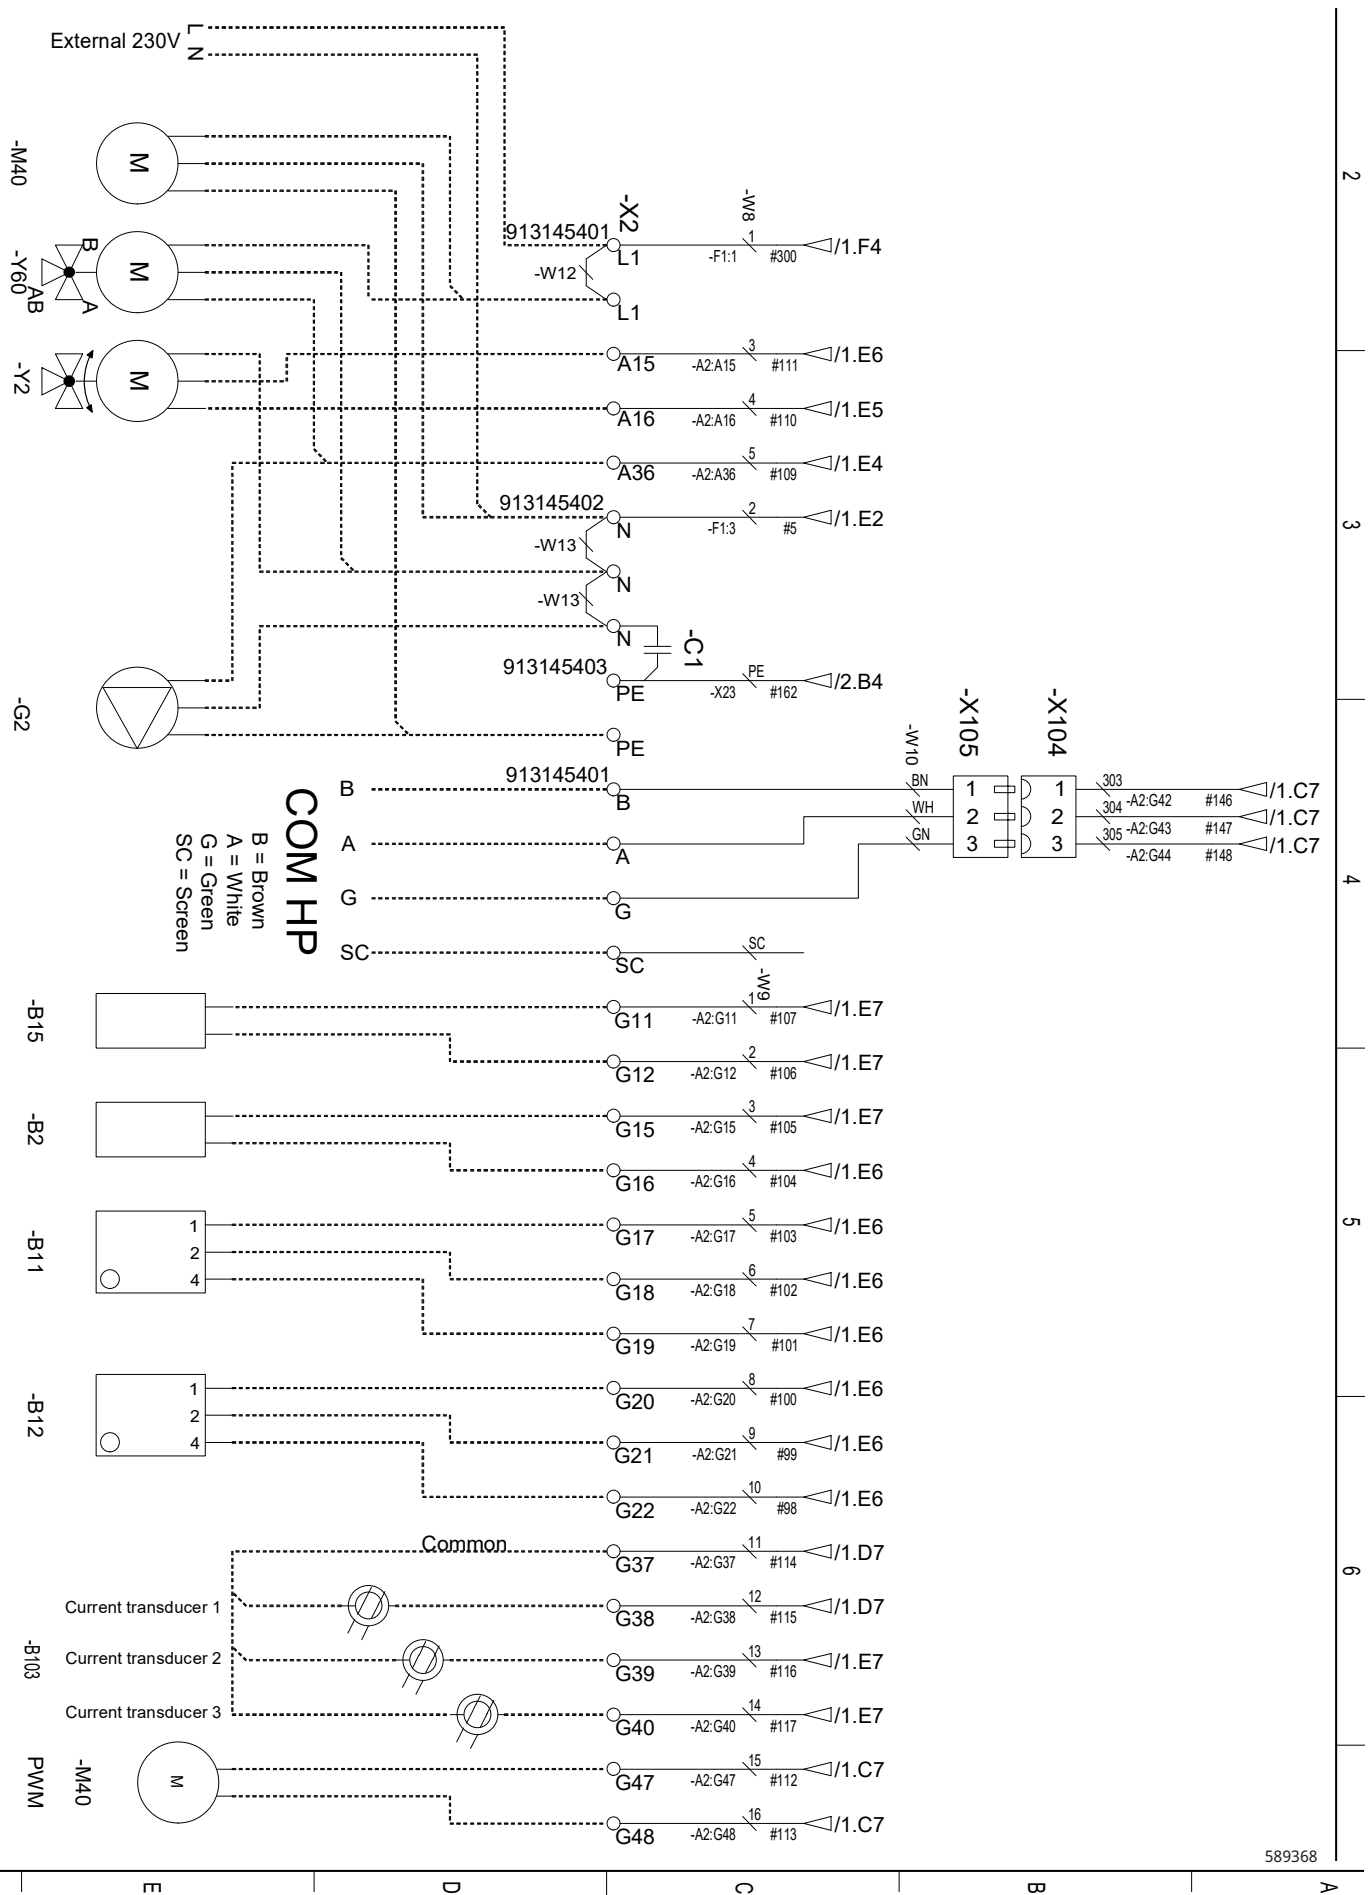 External 230V
L
N
-M40
M
-Y60
B
A
AB
M
-Y2
M
-G2
-X2
-W8
913145401
L1
1
-F1:1
#300
/1.F4
-W12
L1
A15
3
-A2:A15
#111
/1.E6
A16
4
-A2:A16
#110
/1.E5
A36
5
-A2:A36
#109
/1.E4
913145402
N
2
-F1:3
#5
/1.E2
-W13
N
-W13
N
-C1
913145403
PE
PE
-X23
#162
/2.B4
PE
-W10
-X105
-X104
913145401
B
B
BN
1
1
303
-A2:G42
#146
/1.C7
A
A
WH
2
2
304
-A2:G43
#147
/1.C7
G
G
GN
3
3
305
-A2:G44
#148
/1.C7
SC
SC
SC
COM HP
B = Brown
A = White
G = Green
SC = Screen
-W9
-B15
G11
1
-A2:G11
#107
/1.E7
G12
2
-A2:G12
#106
/1.E7
-B2
G15
3
-A2:G15
#105
/1.E7
G16
4
-A2:G16
#104
/1.E6
-B11
1
2
4
G17
5
-A2:G17
#103
/1.E6
G18
6
-A2:G18
#102
/1.E6
G19
7
-A2:G19
#101
/1.E6
-B12
1
2
4
G20
8
-A2:G20
#100
/1.E6
G21
9
-A2:G21
#99
/1.E6
G22
10
-A2:G22
#98
/1.E6
Common
G37
11
-A2:G37
#114
/1.D7
-B103
Current transducer 1
G38
12
-A2:G38
#115
/1.D7
Current transducer 2
G39
13
-A2:G39
#116
/1.E7
Current transducer 3
G40
14
-A2:G40
#117
/1.E7
-M40
PWM
M
G47
15
-A2:G47
#112
/1.C7
G48
16
-A2:G48
#113
/1.C7
2
3
4
5
6
589368
E
D
C
B
A